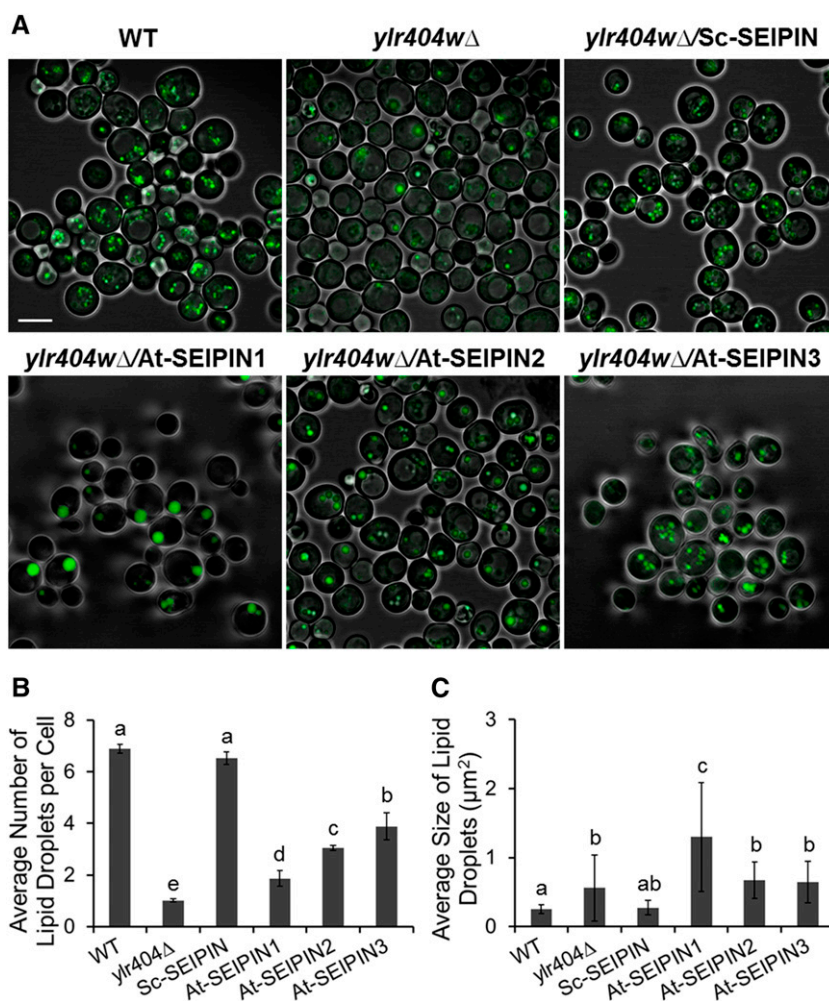 A
WT
ylr404wΔ
ylr404wΔ/Sc-SEIPIN
ylr404wΔ/At-SEIPIN1
ylr404wΔ/At-SEIPIN2
ylr404wΔ/At-SEIPIN3
B
Average Number of
Lipid Droplets per Cell
8
6
4
2
0
a
e
a
d
c
b
WT
ylr404Δ
Sc-SEIPIN
At-SEIPIN1
At-SEIPIN2
At-SEIPIN3
C
Average Size of Lipid
Droplets (µm²)
3
2
1
0
a
b
ab
c
b
b
WT
ylr404Δ
Sc-SEIPIN
At-SEIPIN1
At-SEIPIN2
At-SEIPIN3